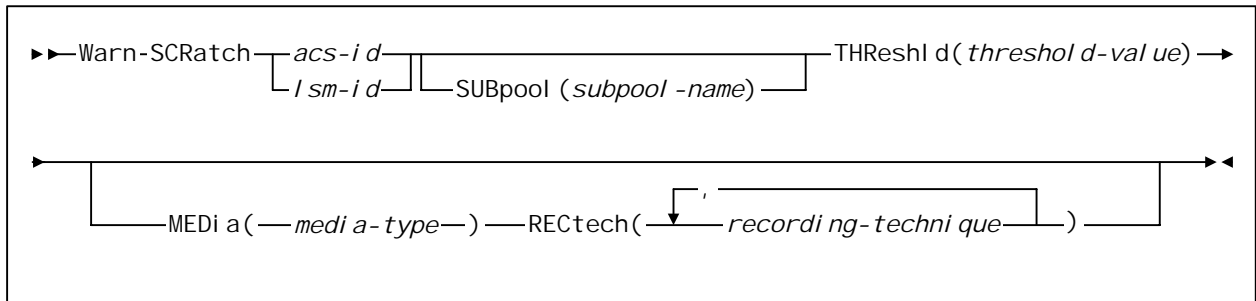 Warn-SCRatch acs-id THReshld(threshold-value)
lsm-id SUBpool(subpool-name)
,
MEDia(media-type) RECtech( recording-technique )